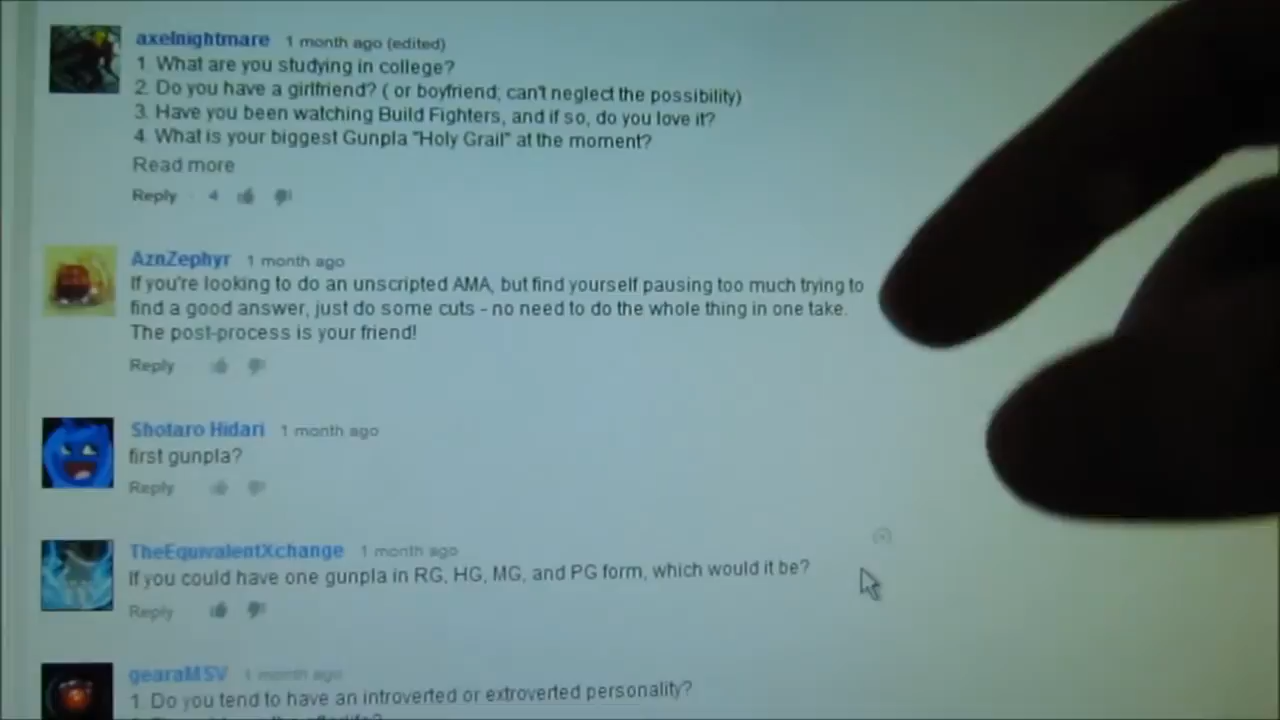 axelnightmare 1 month ago (edited)
1. What are you studying in college?
2. Do you have a girlfriend? ( or boyfriend; can't neglect the possibility)
3. Have you been watching Build Fighters, and if so, do you love it?
4. What is your biggest Gunpla "Holy Grail" at the moment?
Read more
Reply · 4
AznZephyr 1 month ago
If you're looking to do an unscripted AMA, but find yourself pausing too much trying to
find a good answer, just do some cuts - no need to do the whole thing in one take.
The post-process is your friend!
Reply
Shotaro Hidari 1 month ago
first gunpla?
Reply
TheEquivalentXchange 1 month ago
If you could have one gunpla in RG, HG, MG, and PG form, which would it be?
Reply
gearaMSV 1 month ago
1. Do you tend to have an introverted or extroverted personality?